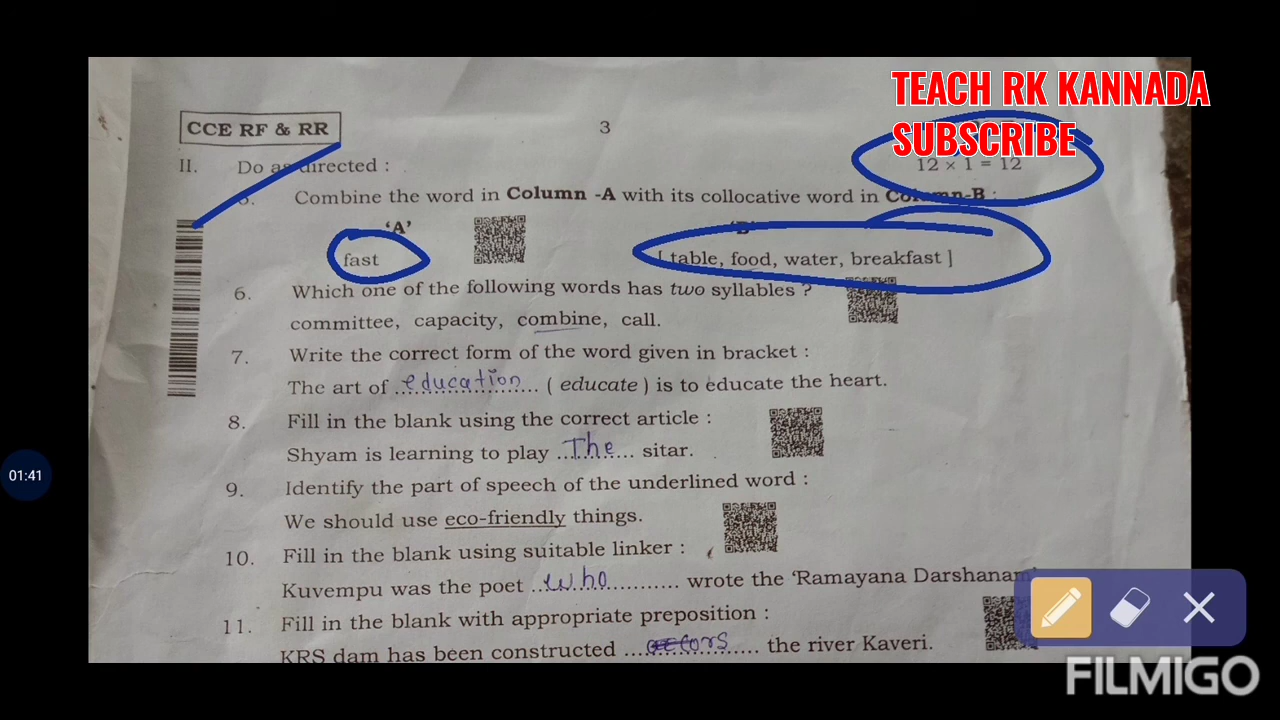 TEACH RK KANNADA
SUBSCRIBE
CCE RF & RR
3
II. Do as directed :
12 × 1 = 12
Combine the word in Column -A with its collocative word in Column-B :
'A' 'B'
fast [ table, food, water, breakfast ]
6. Which one of the following words has two syllables ?
committee, capacity, combine, call.
7. Write the correct form of the word given in bracket :
The art of education ( educate ) is to educate the heart.
8. Fill in the blank using the correct article :
Shyam is learning to play The sitar.
9. Identify the part of speech of the underlined word :
We should use eco-friendly things.
10. Fill in the blank using suitable linker :
Kuvempu was the poet who wrote the 'Ramayana Darshanam'
11. Fill in the blank with appropriate preposition :
KRS dam has been constructed the river Kaveri.
01:41
FILMIGO